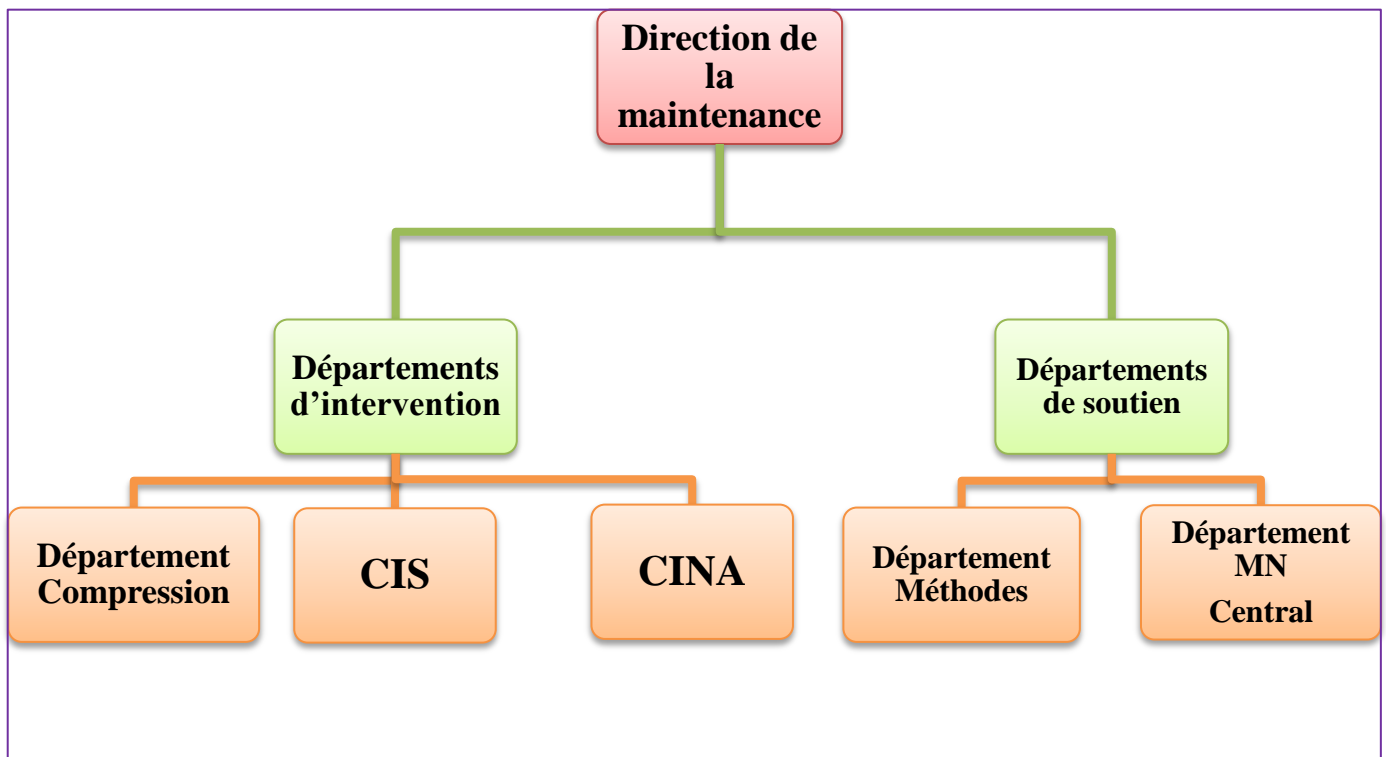 Direction de
la
maintenance
Départements
d’intervention
Départements
de soutien
Département
Compression
CIS
CINA
Département
Méthodes
Département
MN
Central